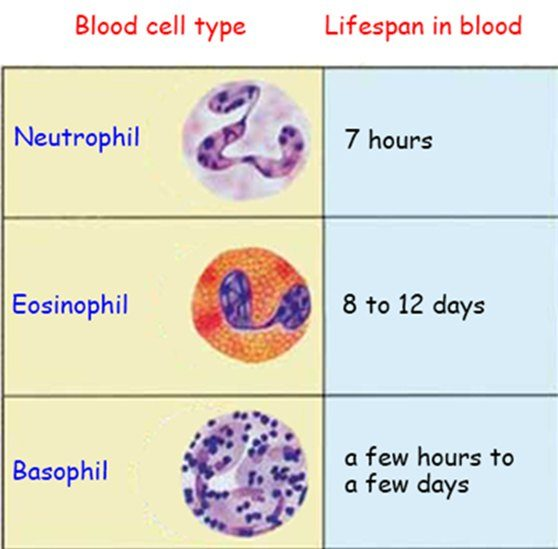 Blood cell type Lifespan in blood
Neutrophil 7 hours
Eosinophil 8 to 12 days
Basophil a few hours to
a few days